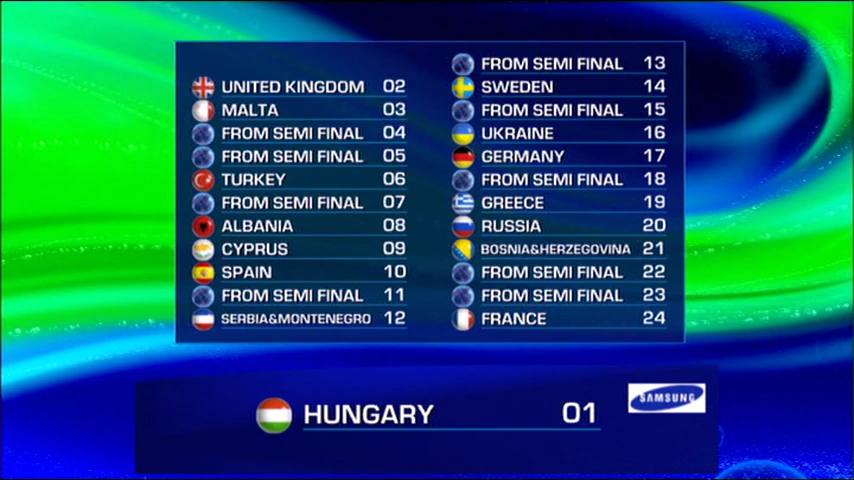 UNITED KINGDOM 02
MALTA 03
FROM SEMI FINAL 04
FROM SEMI FINAL 05
TURKEY 06
FROM SEMI FINAL 07
ALBANIA 08
CYPRUS 09
SPAIN 10
FROM SEMI FINAL 11
SERBIA&MONTENEGRO 12
FROM SEMI FINAL 13
SWEDEN 14
FROM SEMI FINAL 15
UKRAINE 16
GERMANY 17
FROM SEMI FINAL 18
GREECE 19
RUSSIA 20
BOSNIA&HERZEGOVINA 21
FROM SEMI FINAL 22
FROM SEMI FINAL 23
FRANCE 24
HUNGARY 01
SAMSUNG